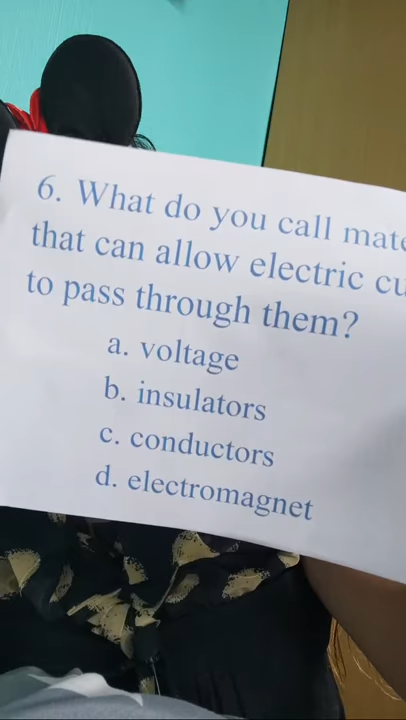 6. What do you call
that can allow electric
to pass through them?
a. voltage
b. insulators
c. conductors
d. electromagnet